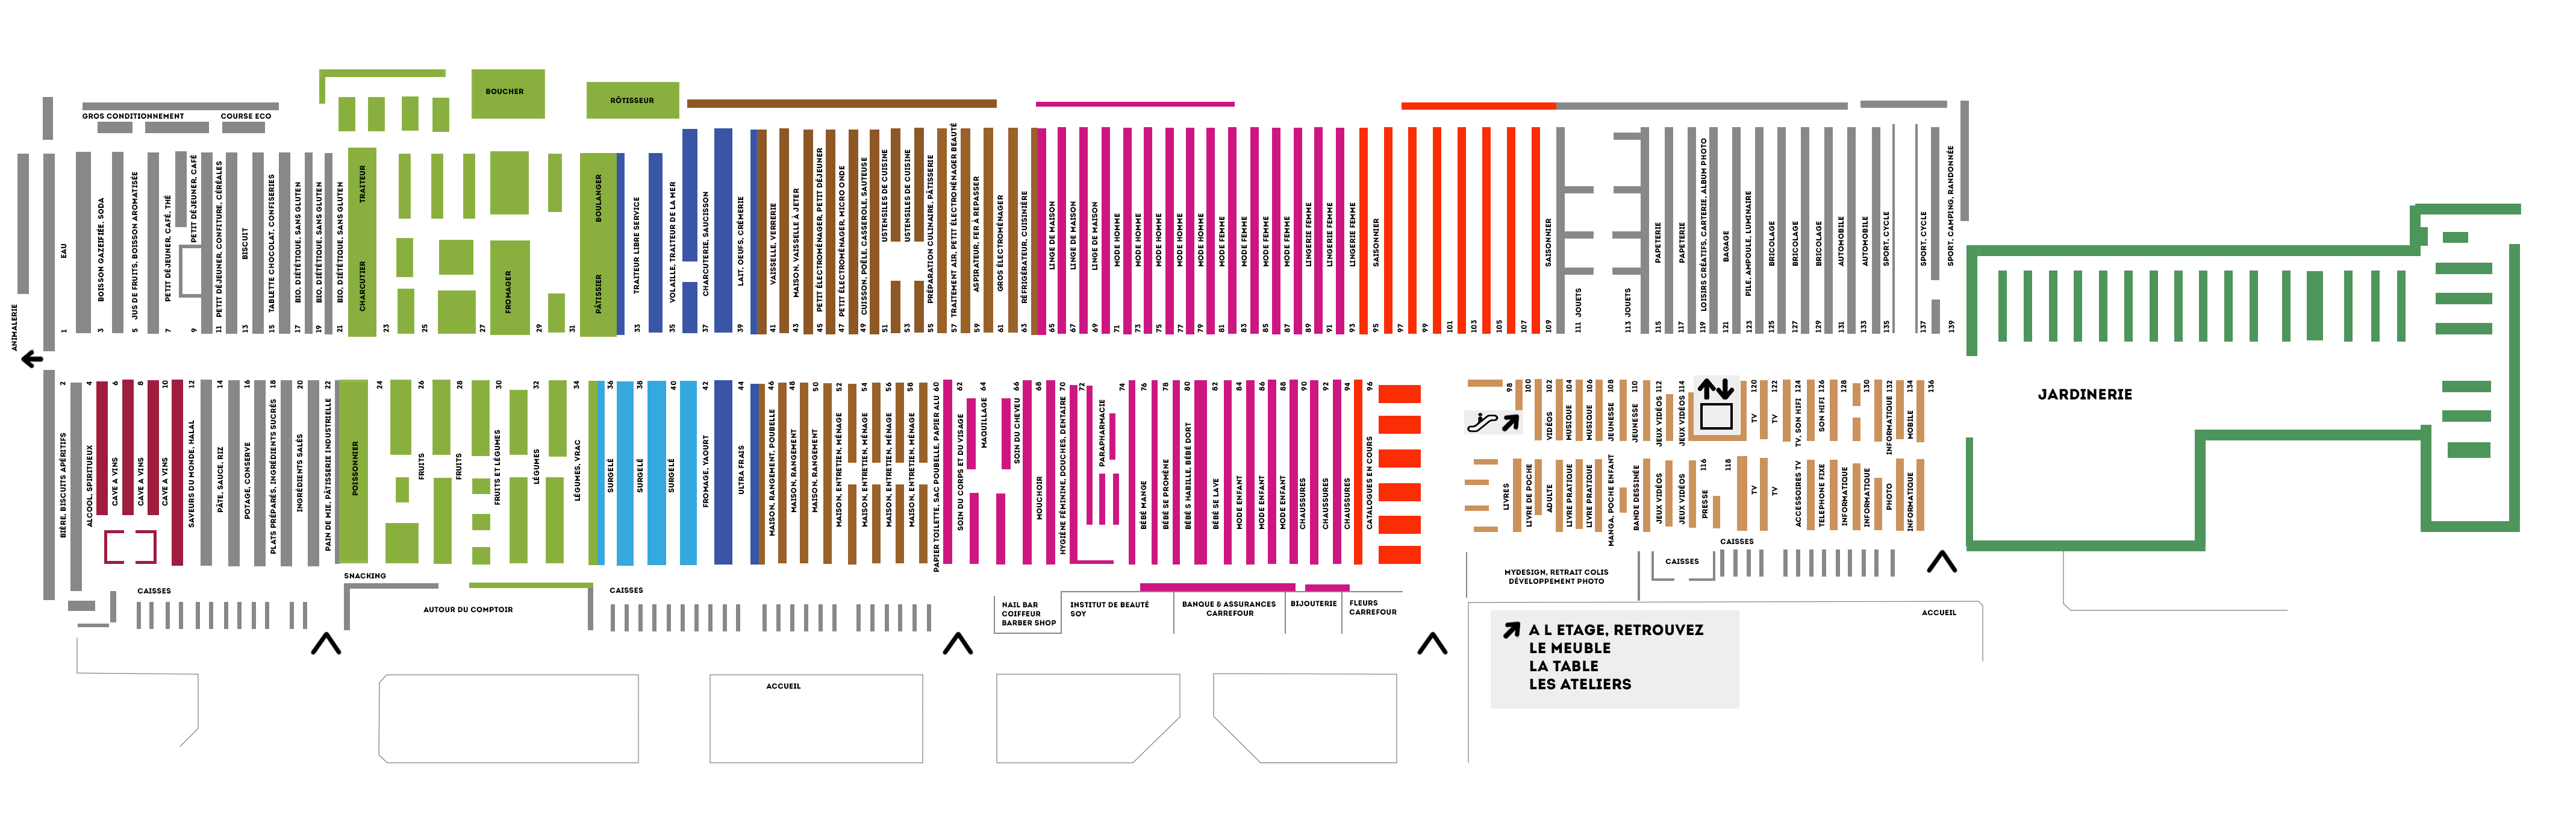 BOUCHER
RÔTISSEUR
GROS CONDITIONNEMENT
COURSE ECO
ANIMALERIE
1 EAU
3 BOISSON GAZEIFIÉE, SODA
5 JUS DE FRUITS, BOISSON AROMATISÉE
7 PETIT DÉJEUNER, CAFÉ, THÉ
9 PETIT DÉJEUNER, CAFÉ
11 PETIT DÉJEUNER, CONFITURE, CÉRÉALES
13 BISCUIT
15 TABLETTE CHOCOLAT, CONFISERIES
17 BIO, DIÉTÉTIQUE, SANS GLUTEN
19 BIO, DIÉTÉTIQUE, SANS GLUTEN
21 BIO, DIÉTÉTIQUE, SANS GLUTEN
CHARCUTIER
TRAITEUR
23
25
27
FROMAGER
29
31
PÂTISSIER
BOULANGER
33 TRAITEUR LIBRE SERVICE
35 VOLAILLE, TRAITEUR DE LA MER
37 CHARCUTERIE, SAUCISSON
39 LAIT, OEUFS, CRÉMERIE
41 VAISSELLE, VERRERIE
43 MAISON, VAISSELLE À JETER
45 PETIT ÉLECTROMÉNAGER, PETIT DÉJEUNER
47 PETIT ÉLECTROMÉNAGER, MICRO ONDE
49 CUISSON, POÊLE, CASSEROLE, SAUTEUSE
51 USTENSILES DE CUISINE
53 USTENSILES DE CUISINE
55 PRÉPARATION CULINAIRE, PÂTISSERIE
57 TRAITEMENT AIR, PETIT ÉLECTROMÉNAGER BEAUTÉ
59 ASPIRATEUR, FER À REPASSER
61 GROS ÉLECTROMÉNAGER
63 RÉFRIGÉRATEUR, CUISINIÈRE
65 LINGE DE MAISON
67 LINGE DE MAISON
69 LINGE DE MAISON
71 MODE HOMME
73 MODE HOMME
75 MODE HOMME
77 MODE HOMME
79 MODE HOMME
81 MODE FEMME
83 MODE FEMME
85 MODE FEMME
87 MODE FEMME
89 LINGERIE FEMME
91 LINGERIE FEMME
93 LINGERIE FEMME
95 SAISONNIER
97
99
101
103
105
107
109 SAISONNIER
111 JOUETS
113 JOUETS
115 PAPETERIE
117 PAPETERIE
119 LOISIRS CRÉATIFS, CARTERIE, ALBUM PHOTO
121 BAGAGE
123 PILE, AMPOULE, LUMINAIRE
125 BRICOLAGE
127 BRICOLAGE
129 BRICOLAGE
131 AUTOMOBILE
133 AUTOMOBILE
135 SPORT, CYCLE
137 SPORT, CYCLE
139 SPORT, CAMPING, RANDONNÉE
JARDINERIE
2 BIÈRE, BISCUITS APÉRITIFS
4 ALCOOL, SPIRITUEUX
6 CAVE A VINS
8 CAVE A VINS
10 CAVE A VINS
12 SAVEURS DU MONDE, HALAL
14 PÂTE, SAUCE, RIZ
16 POTAGE, CONSERVE
18 PLATS PRÉPARÉS, INGRÉDIENTS SUCRÉS
20 INGRÉDIENTS SALÉS
22 PAIN DE MIE, PÂTISSERIE INDUSTRIELLE
POISSONNIER
24
26 FRUITS
28 FRUITS
30 FRUITS ET LÉGUMES
32 LÉGUMES
34 LÉGUMES, VRAC
36 SURGELÉ
38 SURGELÉ
40 SURGELÉ
42 FROMAGE, YAOURT
44 ULTRA FRAIS
46 MAISON, RANGEMENT, POUBELLE
48 MAISON, RANGEMENT
50 MAISON, RANGEMENT
52 MAISON, ENTRETIEN, MÉNAGE
54 MAISON, ENTRETIEN, MÉNAGE
56 MAISON, ENTRETIEN, MÉNAGE
58 MAISON, ENTRETIEN, MÉNAGE
60 PAPIER TOILETTE, SAC POUBELLE, PAPIER ALU
62 SOIN DU CORPS ET DU VISAGE
64 MAQUILLAGE
66 SOIN DU CHEVEU
68 MOUCHOIR
70 HYGIÈNE FÉMININE, DOUCHES, DENTAIRE
72
PARAPHARMACIE
74
76 BÉBÉ MANGE
78 BÉBÉ SE PROMÈNE
80 BÉBÉ S HABILLE, BÉBÉ DORT
82 BÉBÉ SE LAVE
84 MODE ENFANT
86 MODE ENFANT
88 MODE ENFANT
90 CHAUSSURES
92 CHAUSSURES
94 CHAUSSURES
96 CATALOGUES EN COURS
98 LIVRES
100 LIVRE DE POCHE
102 VIDÉOS
ADULTE
104 MUSIQUE
LIVRE PRATIQUE
106 MUSIQUE
LIVRE PRATIQUE
108 JEUNESSE
MANGA, POCHE ENFANT
110 JEUNESSE
BANDE DESSINÉE
112 JEUX VIDÉOS
JEUX VIDÉOS
114 JEUX VIDÉOS
JEUX VIDÉOS
116 PRESSE
118
120 TV
TV
122 TV
TV
124 TV, SON HIFI
ACCESSOIRES TV
126 SON HIFI
TELEPHONE FIXE
128 INFORMATIQUE
130 INFORMATIQUE
132 INFORMATIQUE
PHOTO
134 MOBILE
INFORMATIQUE
136
CAISSES
SNACKING
AUTOUR DU COMPTOIR
CAISSES
NAIL BAR
COIFFEUR
BARBER SHOP
INSTITUT DE BEAUTÉ
SOY
BANQUE & ASSURANCES
CARREFOUR
BIJOUTERIE
FLEURS
CARREFOUR
MYDESIGN, RETRAIT COLIS
DÉVELOPPEMENT PHOTO
CAISSES
CAISSES
ACCUEIL
ACCUEIL
A L ETAGE, RETROUVEZ
LE MEUBLE
LA TABLE
LES ATELIERS